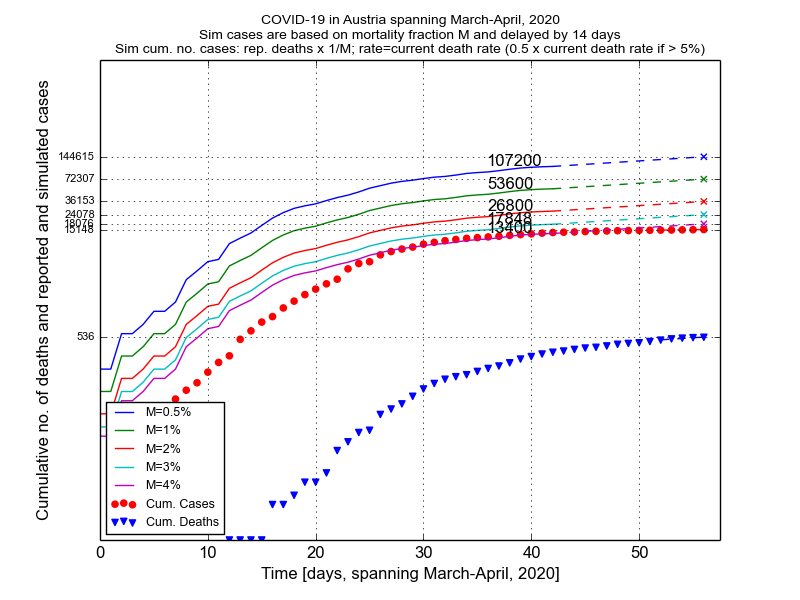 COVID-19 in Austria spanning March-April, 2020
Sim cases are based on mortality fraction M and delayed by 14 days
Sim cum. no. cases: rep. deaths x 1/M; rate=current death rate (0.5 x current death rate if > 5%)
Cumulative no. of deaths and reported and simulated cases
144615
72307
36153
24078
18076
15148
536
107200
53600
26800
17848
13400
M=0.5%
M=1%
M=2%
M=3%
M=4%
Cum. Cases
Cum. Deaths
0 10 20 30 40 50
Time [days, spanning March-April, 2020]